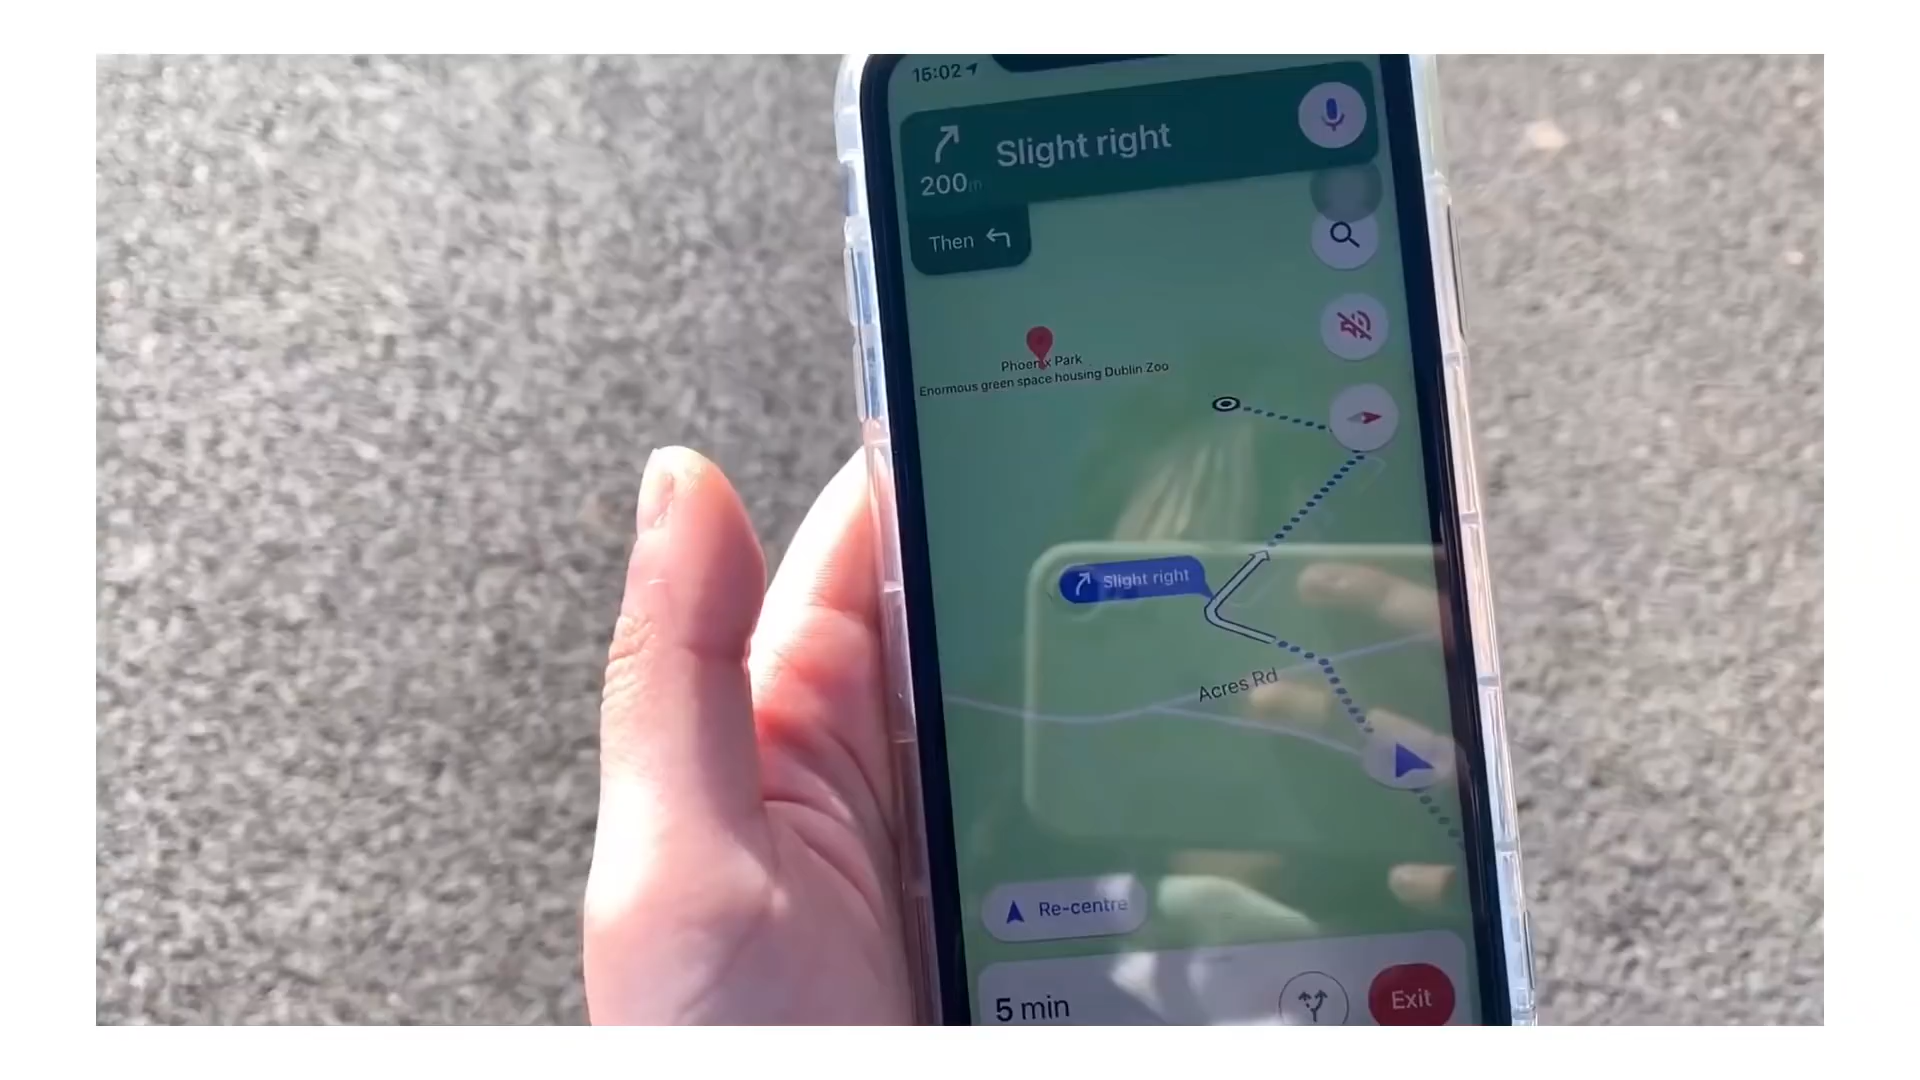 15:02
Slight right
200 m
Then
Phoenix Park
Enormous green space housing Dublin Zoo
Slight right
Acres Rd
Re-centre
5 min
Exit